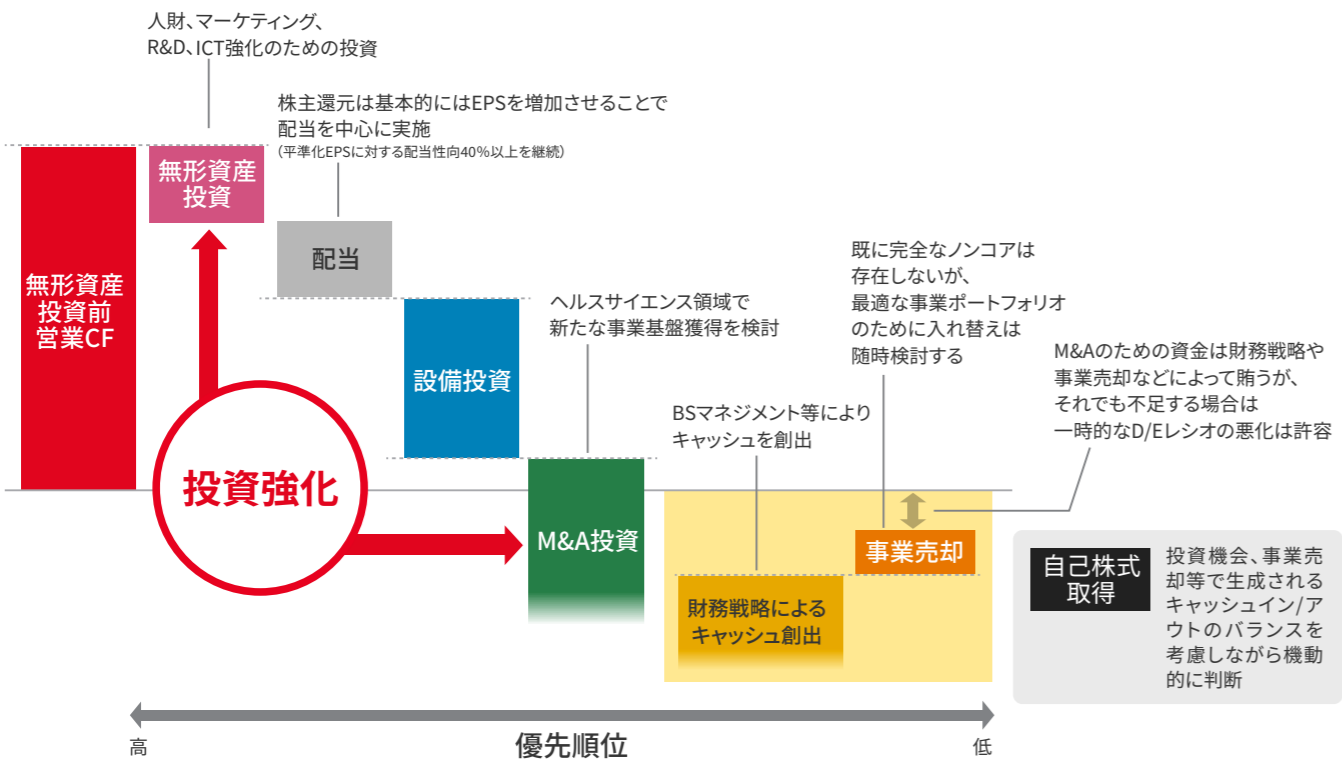 人財、マーケティング、
R&D、ICT強化のための投資
株主還元は基本的にはEPSを増加させることで
配当を中心に実施
（平準化EPSに対する配当性向40％以上を継続）
無形資産
投資
無形資産
投資前
営業CF
配当
設備投資
ヘルスサイエンス領域で
新たな事業基盤獲得を検討
既に完全なノンコアは
存在しないが、
最適な事業ポートフォリオ
のために入れ替えは
随時検討する
M&Aのための資金は財務戦略や
事業売却などによって賄うが、
それでも不足する場合は
一時的なD/Eレシオの悪化は許容
BSマネジメント等により
キャッシュを創出
投資強化
M&A投資
事業売却
財務戦略による
キャッシュ創出
自己株式
取得
投資機会、事業売
却等で生成される
キャッシュイン/ア
ウトのバランスを
考慮しながら機動
的に判断
高
優先順位
低